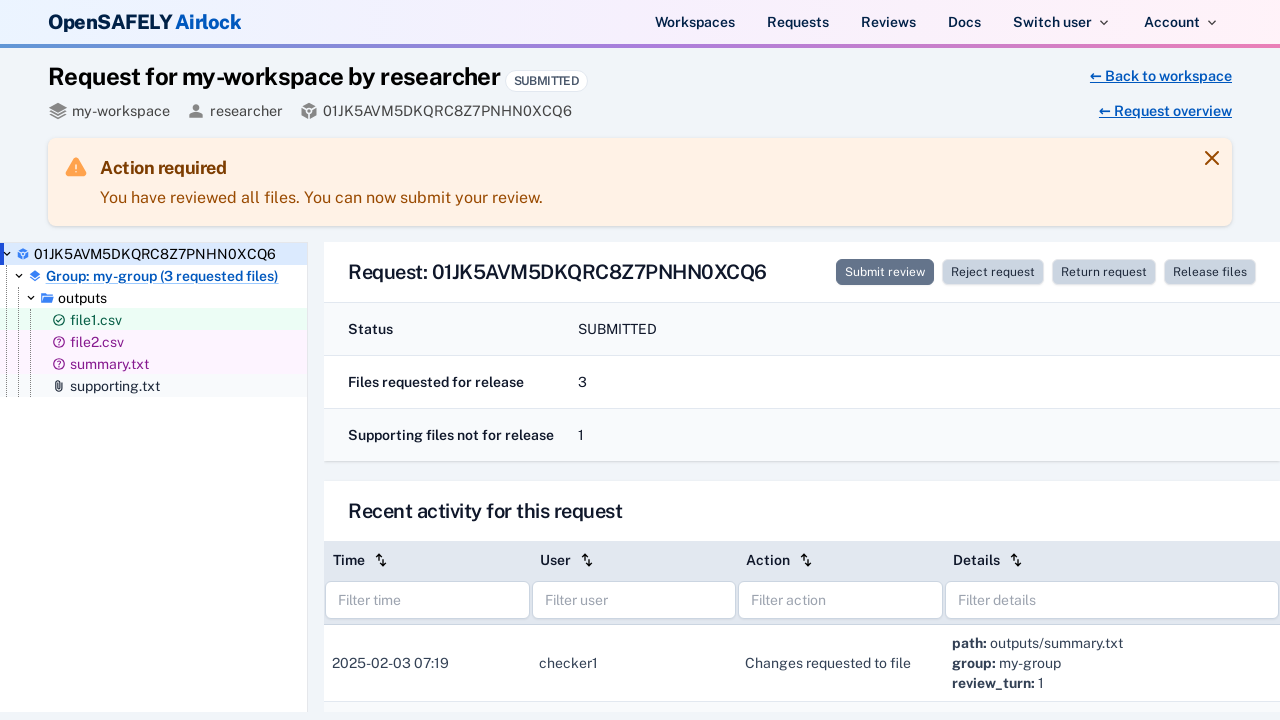 OpenSAFELY Airlock
Workspaces Requests Reviews Docs Switch user Account
Request for my-workspace by researcher SUBMITTED
← Back to workspace
my-workspace researcher 01JK5AVM5DKQRC8Z7PNHN0XCQ6
← Request overview
Action required
You have reviewed all files. You can now submit your review.
01JK5AVM5DKQRC8Z7PNHN0XCQ6
Group: my-group (3 requested files)
outputs
file1.csv
file2.csv
summary.txt
supporting.txt
Request: 01JK5AVM5DKQRC8Z7PNHN0XCQ6
Submit review Reject request Return request Release files
Status SUBMITTED
Files requested for release 3
Supporting files not for release 1
Recent activity for this request
Time User Action Details
Filter time Filter user Filter action Filter details
2025-02-03 07:19 checker1 Changes requested to file
path: outputs/summary.txt
group: my-group
review_turn: 1